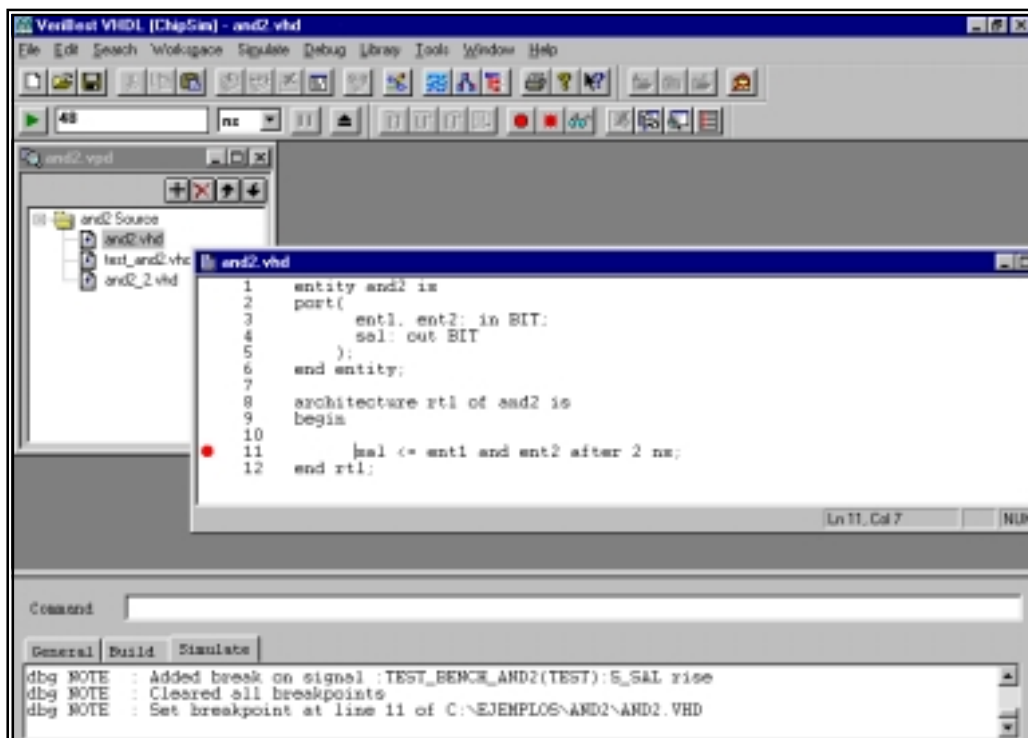 VeriBest VHDL (ChipSim) - and2.vhd
File Edit Search Workspace Simulate Debug Library Tools Window Help
48 ns
and2.vpd
and2 Source
and2.vhd
test_and2.vhd
and2_2.vhd
and2.vhd
1 entity and2 is
2 port(
3 ent1, ent2: in BIT;
4 sal: out BIT
5 );
6 end entity;
7
8 architecture rtl of and2 is
9 begin
10
11 sal <= ent1 and ent2 after 2 ns;
12 end rtl;
Ln 11, Col 7 NUM
Command
General Build Simulate
dbg NOTE : Added break on signal :TEST_BENCH_AND2(TEST):S_SAL rise
dbg NOTE : Cleared all breakpoints
dbg NOTE : Set breakpoint at line 11 of C:\EJEMPLOS\AND2\AND2.VHD